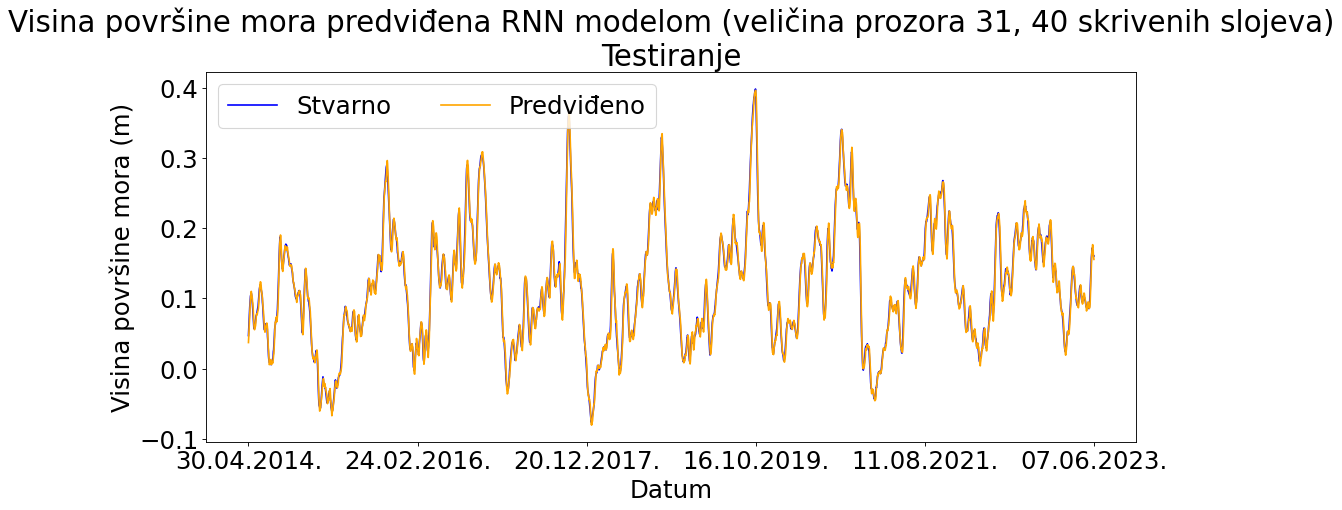 Visina površine mora predviđena RNN modelom (veličina prozora 31, 40 skrivenih slojeva)
Testiranje
Stvarno
Predviđeno
Visina površine mora (m)
0.4
0.3
0.2
0.1
0.0
−0.1
30.04.2014.
24.02.2016.
20.12.2017.
16.10.2019.
11.08.2021.
07.06.2023.
Datum